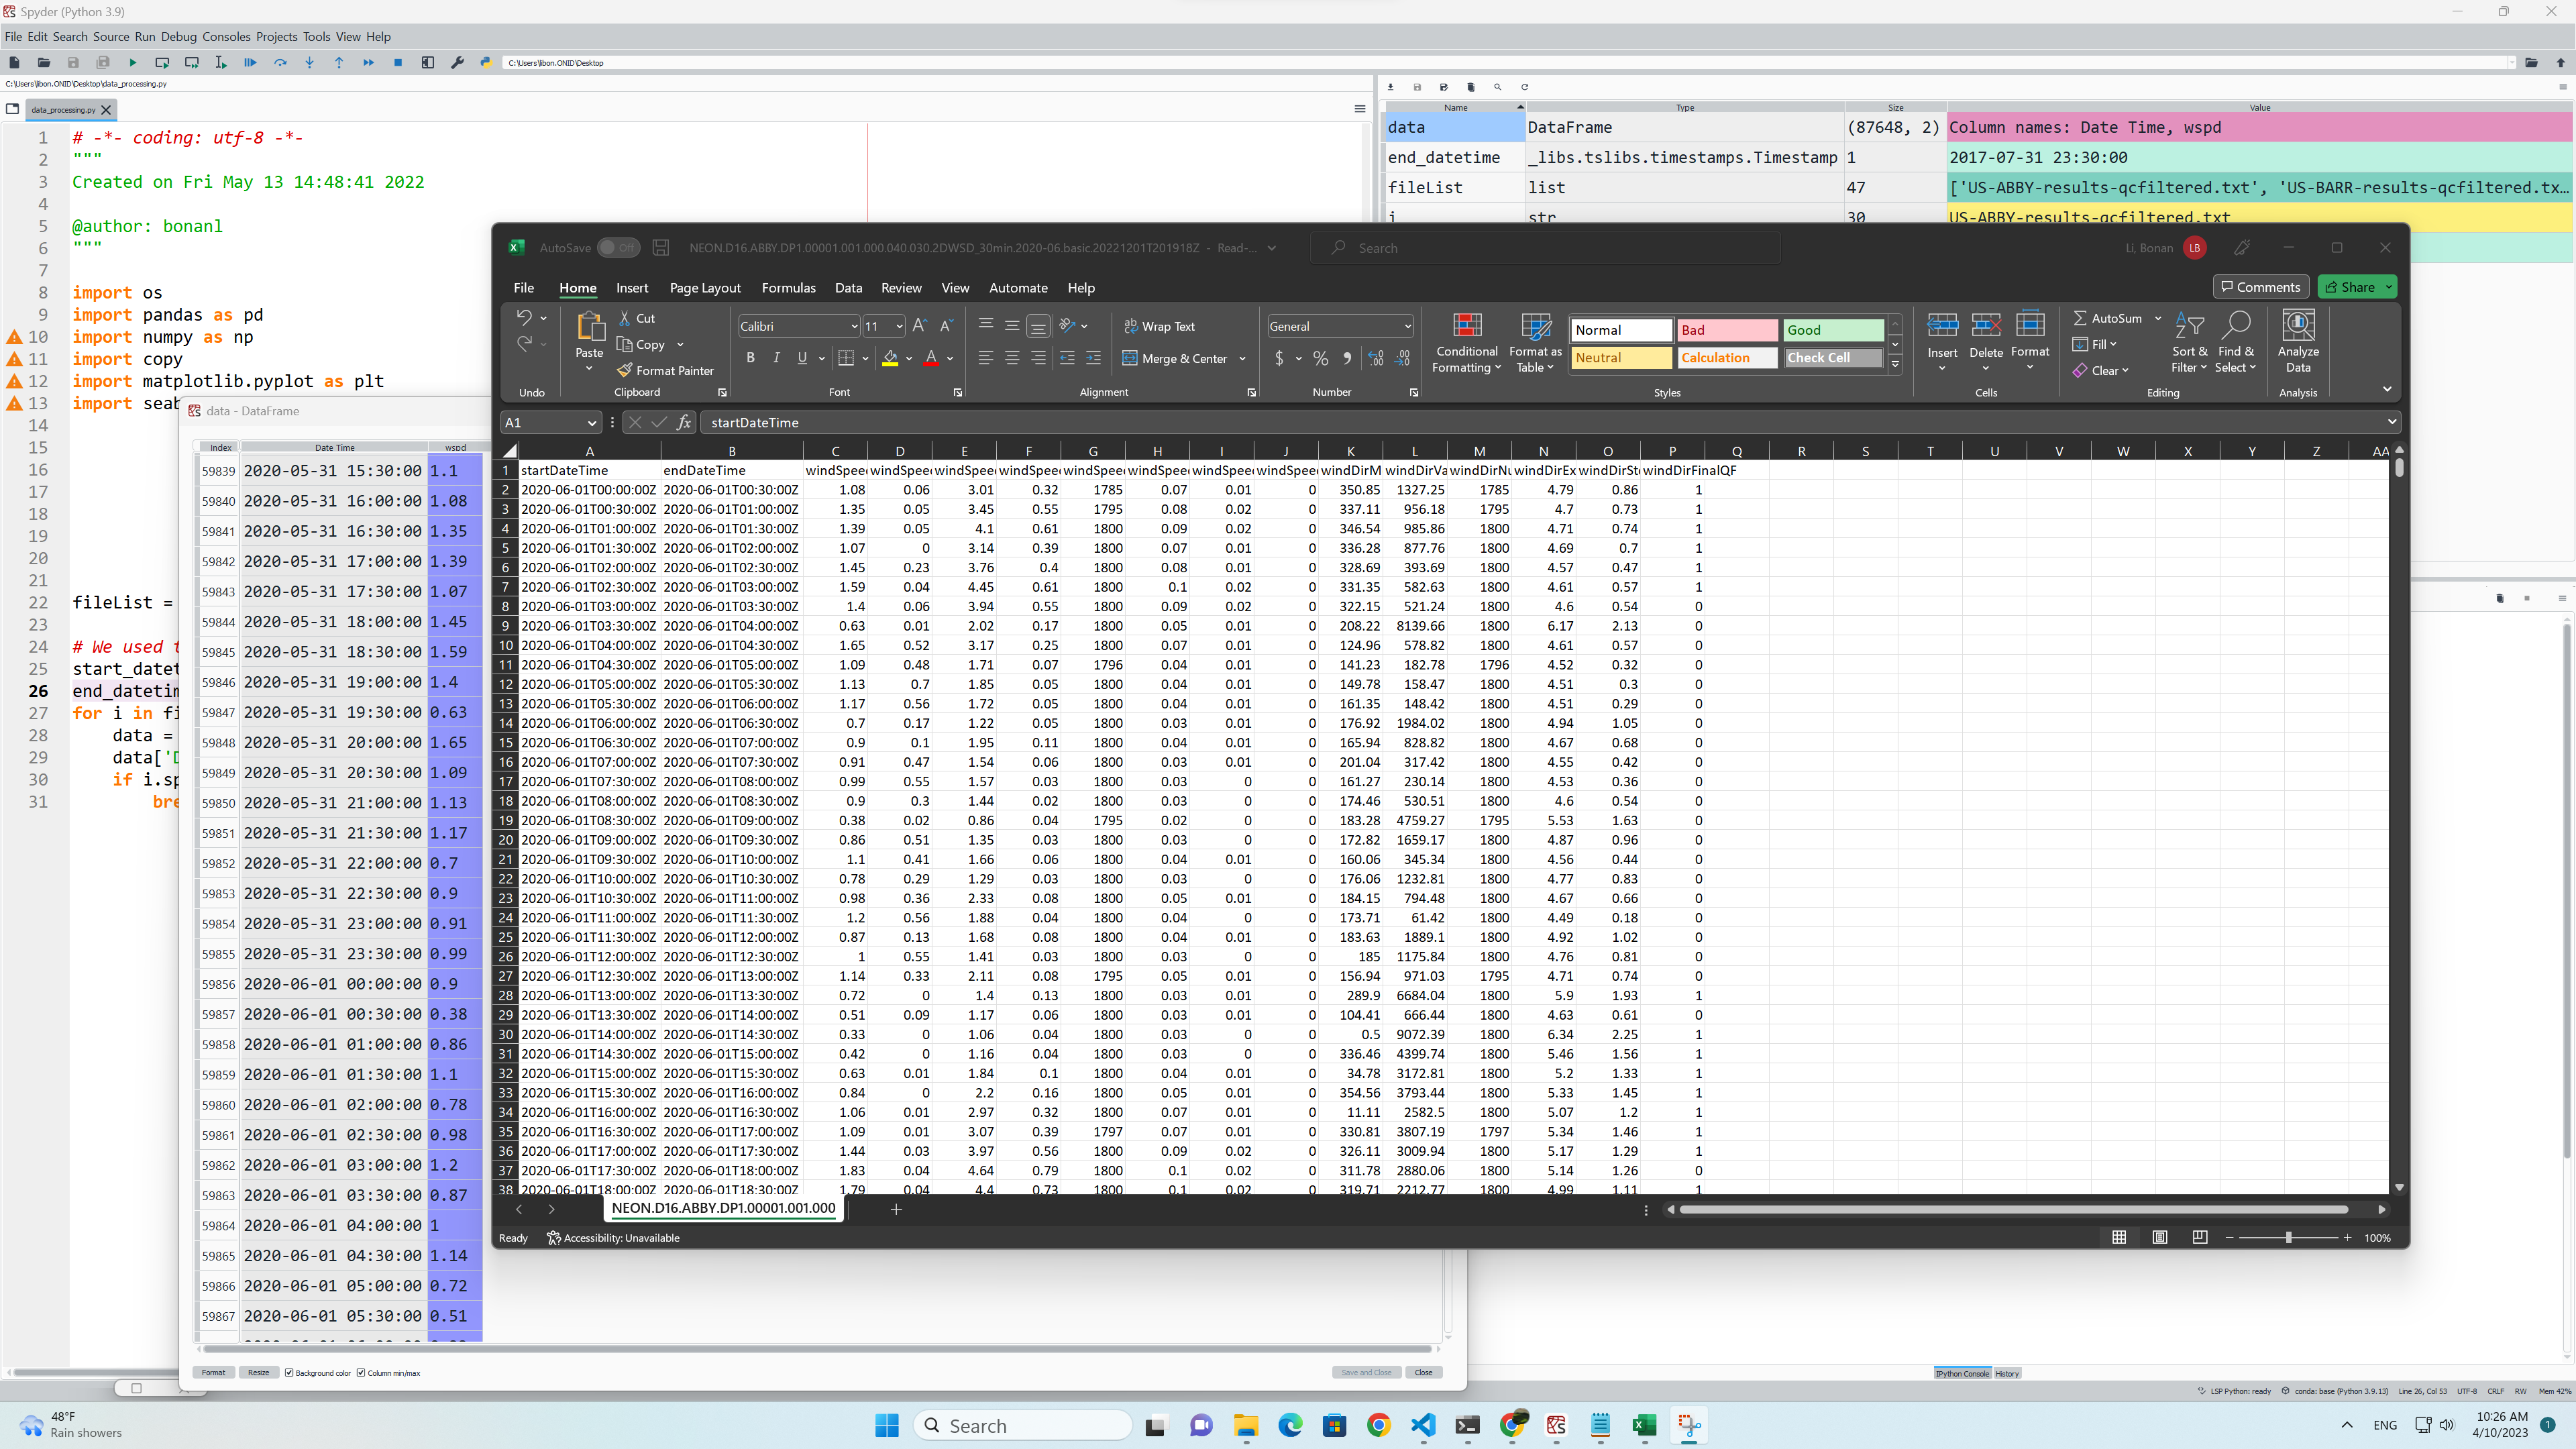 Spyder (Python 3.9)
File Edit Search Source Run Debug Consoles Projects Tools View Help
C:\Users\libon.ONID\Desktop
C:\Users\libon.ONID\Desktop\data_processing.py
data_processing.py
1 # -*- coding: utf-8 -*-
2 """
3 Created on Fri May 13 14:48:41 2022
4
5 @author: bonanl
6 """
7
8 import os
9 import pandas as pd
10 import numpy as np
11 import copy
12 import matplotlib.pyplot as plt
13 import seab
14
15
16
17
18
19
20
21
22 fileList =
23
24 # We used t
25 start_datet
26 end_datetim
27 for i in fi
28 data =
29 data['D
30 if i.sp
31 bre
Name Type Size Value
data DataFrame (87648, 2) Column names: Date Time, wspd
end_datetime _libs.tslibs.timestamps.Timestamp 1 2017-07-31 23:30:00
fileList list 47 ['US-ABBY-results-qcfiltered.txt', 'US-BARR-results-qcfiltered.tx…
i str 30 US-ABBY-results-qcfiltered.txt
data - DataFrame
Index Date Time wspd
59839 2020-05-31 15:30:00 1.1
59840 2020-05-31 16:00:00 1.08
59841 2020-05-31 16:30:00 1.35
59842 2020-05-31 17:00:00 1.39
59843 2020-05-31 17:30:00 1.07
59844 2020-05-31 18:00:00 1.45
59845 2020-05-31 18:30:00 1.59
59846 2020-05-31 19:00:00 1.4
59847 2020-05-31 19:30:00 0.63
59848 2020-05-31 20:00:00 1.65
59849 2020-05-31 20:30:00 1.09
59850 2020-05-31 21:00:00 1.13
59851 2020-05-31 21:30:00 1.17
59852 2020-05-31 22:00:00 0.7
59853 2020-05-31 22:30:00 0.9
59854 2020-05-31 23:00:00 0.91
59855 2020-05-31 23:30:00 0.99
59856 2020-06-01 00:00:00 0.9
59857 2020-06-01 00:30:00 0.38
59858 2020-06-01 01:00:00 0.86
59859 2020-06-01 01:30:00 1.1
59860 2020-06-01 02:00:00 0.78
59861 2020-06-01 02:30:00 0.98
59862 2020-06-01 03:00:00 1.2
59863 2020-06-01 03:30:00 0.87
59864 2020-06-01 04:00:00 1
59865 2020-06-01 04:30:00 1.14
59866 2020-06-01 05:00:00 0.72
59867 2020-06-01 05:30:00 0.51
Format Resize Background color Column min/max Save and Close Close
AutoSave Off NEON.D16.ABBY.DP1.00001.001.000.040.030.2DWSD_30min.2020-06.basic.20221201T201918Z - Read-... Search Li, Bonan LB
File Home Insert Page Layout Formulas Data Review View Automate Help Comments Share
Paste Cut Copy Format Painter Calibri 11 Wrap Text Merge & Center General
Conditional Formatting Format as Table Normal Bad Good Neutral Calculation Check Cell
Insert Delete Format AutoSum Fill Clear Sort & Filter Find & Select Analyze Data
Undo Clipboard Font Alignment Number Styles Cells Editing Analysis
A1 fx startDateTime
A B C D E F G H I J K L M N O P Q R S T U V W X Y Z AA
1 startDateTime endDateTime windSpeed windSpeed windSpeed windSpeed windSpeed windSpeed windSpeed windSpeed windDirM windDirVa windDirNu windDirEx windDirSte windDirFinalQF
2 2020-06-01T00:00:00Z 2020-06-01T00:30:00Z 1.08 0.06 3.01 0.32 1785 0.07 0.01 0 350.85 1327.25 1785 4.79 0.86 1
3 2020-06-01T00:30:00Z 2020-06-01T01:00:00Z 1.35 0.05 3.45 0.55 1795 0.08 0.02 0 337.11 956.18 1795 4.7 0.73 1
4 2020-06-01T01:00:00Z 2020-06-01T01:30:00Z 1.39 0.05 4.1 0.61 1800 0.09 0.02 0 346.54 985.86 1800 4.71 0.74 1
5 2020-06-01T01:30:00Z 2020-06-01T02:00:00Z 1.07 0 3.14 0.39 1800 0.07 0.01 0 336.28 877.76 1800 4.69 0.7 1
6 2020-06-01T02:00:00Z 2020-06-01T02:30:00Z 1.45 0.23 3.76 0.4 1800 0.08 0.01 0 328.69 393.69 1800 4.57 0.47 1
7 2020-06-01T02:30:00Z 2020-06-01T03:00:00Z 1.59 0.04 4.45 0.61 1800 0.1 0.02 0 331.35 582.63 1800 4.61 0.57 1
8 2020-06-01T03:00:00Z 2020-06-01T03:30:00Z 1.4 0.06 3.94 0.55 1800 0.09 0.02 0 322.15 521.24 1800 4.6 0.54 0
9 2020-06-01T03:30:00Z 2020-06-01T04:00:00Z 0.63 0.01 2.02 0.17 1800 0.05 0.01 0 208.22 8139.66 1800 6.17 2.13 0
10 2020-06-01T04:00:00Z 2020-06-01T04:30:00Z 1.65 0.52 3.17 0.25 1800 0.07 0.01 0 124.96 578.82 1800 4.61 0.57 0
11 2020-06-01T04:30:00Z 2020-06-01T05:00:00Z 1.09 0.48 1.71 0.07 1796 0.04 0.01 0 141.23 182.78 1796 4.52 0.32 0
12 2020-06-01T05:00:00Z 2020-06-01T05:30:00Z 1.13 0.7 1.85 0.05 1800 0.04 0.01 0 149.78 158.47 1800 4.51 0.3 0
13 2020-06-01T05:30:00Z 2020-06-01T06:00:00Z 1.17 0.56 1.72 0.05 1800 0.04 0.01 0 161.35 148.42 1800 4.51 0.29 0
14 2020-06-01T06:00:00Z 2020-06-01T06:30:00Z 0.7 0.17 1.22 0.05 1800 0.03 0.01 0 176.92 1984.02 1800 4.94 1.05 0
15 2020-06-01T06:30:00Z 2020-06-01T07:00:00Z 0.9 0.1 1.95 0.11 1800 0.04 0.01 0 165.94 828.82 1800 4.67 0.68 0
16 2020-06-01T07:00:00Z 2020-06-01T07:30:00Z 0.91 0.47 1.54 0.06 1800 0.03 0.01 0 201.04 317.42 1800 4.55 0.42 0
17 2020-06-01T07:30:00Z 2020-06-01T08:00:00Z 0.99 0.55 1.57 0.03 1800 0.03 0 0 161.27 230.14 1800 4.53 0.36 0
18 2020-06-01T08:00:00Z 2020-06-01T08:30:00Z 0.9 0.3 1.44 0.02 1800 0.03 0 0 174.46 530.51 1800 4.6 0.54 0
19 2020-06-01T08:30:00Z 2020-06-01T09:00:00Z 0.38 0.02 0.86 0.04 1795 0.02 0 0 183.28 4759.27 1795 5.53 1.63 0
20 2020-06-01T09:00:00Z 2020-06-01T09:30:00Z 0.86 0.51 1.35 0.03 1800 0.03 0 0 172.82 1659.17 1800 4.87 0.96 0
21 2020-06-01T09:30:00Z 2020-06-01T10:00:00Z 1.1 0.41 1.66 0.06 1800 0.04 0.01 0 160.06 345.34 1800 4.56 0.44 0
22 2020-06-01T10:00:00Z 2020-06-01T10:30:00Z 0.78 0.29 1.29 0.03 1800 0.03 0 0 176.06 1232.81 1800 4.77 0.83 0
23 2020-06-01T10:30:00Z 2020-06-01T11:00:00Z 0.98 0.36 2.33 0.08 1800 0.05 0.01 0 184.15 794.48 1800 4.67 0.66 0
24 2020-06-01T11:00:00Z 2020-06-01T11:30:00Z 1.2 0.56 1.88 0.04 1800 0.04 0 0 173.71 61.42 1800 4.49 0.18 0
25 2020-06-01T11:30:00Z 2020-06-01T12:00:00Z 0.87 0.13 1.68 0.08 1800 0.04 0.01 0 183.63 1889.1 1800 4.92 1.02 0
26 2020-06-01T12:00:00Z 2020-06-01T12:30:00Z 1 0.55 1.41 0.03 1800 0.03 0 0 185 1175.84 1800 4.76 0.81 0
27 2020-06-01T12:30:00Z 2020-06-01T13:00:00Z 1.14 0.33 2.11 0.08 1795 0.05 0.01 0 156.94 971.03 1795 4.71 0.74 0
28 2020-06-01T13:00:00Z 2020-06-01T13:30:00Z 0.72 0 1.4 0.13 1800 0.03 0.01 0 289.9 6684.04 1800 5.9 1.93 1
29 2020-06-01T13:30:00Z 2020-06-01T14:00:00Z 0.51 0.09 1.17 0.06 1800 0.03 0.01 0 104.41 666.44 1800 4.63 0.61 0
30 2020-06-01T14:00:00Z 2020-06-01T14:30:00Z 0.33 0 1.06 0.04 1800 0.03 0 0 0.5 9072.39 1800 6.34 2.25 1
31 2020-06-01T14:30:00Z 2020-06-01T15:00:00Z 0.42 0 1.16 0.04 1800 0.03 0 0 336.46 4399.74 1800 5.46 1.56 1
32 2020-06-01T15:00:00Z 2020-06-01T15:30:00Z 0.63 0.01 1.84 0.1 1800 0.04 0.01 0 34.78 3172.81 1800 5.2 1.33 1
33 2020-06-01T15:30:00Z 2020-06-01T16:00:00Z 0.84 0 2.2 0.16 1800 0.05 0.01 0 354.56 3793.44 1800 5.33 1.45 1
34 2020-06-01T16:00:00Z 2020-06-01T16:30:00Z 1.06 0.01 2.97 0.32 1800 0.07 0.01 0 11.11 2582.5 1800 5.07 1.2 1
35 2020-06-01T16:30:00Z 2020-06-01T17:00:00Z 1.09 0.01 3.07 0.39 1797 0.07 0.01 0 330.81 3807.19 1797 5.34 1.46 1
36 2020-06-01T17:00:00Z 2020-06-01T17:30:00Z 1.44 0.03 3.97 0.56 1800 0.09 0.02 0 326.11 3009.94 1800 5.17 1.29 1
37 2020-06-01T17:30:00Z 2020-06-01T18:00:00Z 1.83 0.04 4.64 0.79 1800 0.1 0.02 0 311.78 2880.06 1800 5.14 1.26 0
38 2020-06-01T18:00:00Z 2020-06-01T18:30:00Z 1.79 0.04 4.4 0.73 1800 0.1 0.02 0 319.71 2212.77 1800 4.99 1.11 1
NEON.D16.ABBY.DP1.00001.001.000
Ready Accessibility: Unavailable 100%
IPython Console History
LSP Python: ready conda: base (Python 3.9.13) Line 26, Col 53 UTF-8 CRLF RW Mem 42%
48°F
Rain showers
Search
ENG
10:26 AM
4/10/2023
1